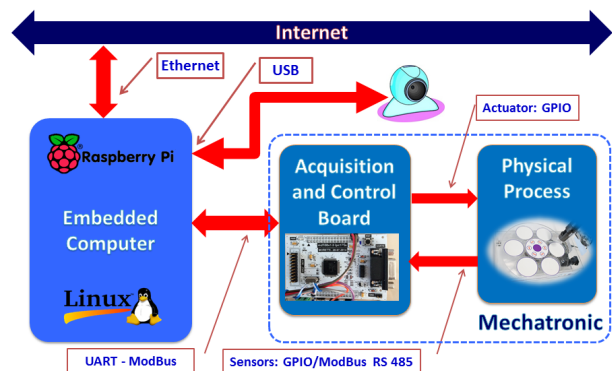 Internet
Ethernet
USB
Actuator: GPIO
Raspberry Pi
Embedded
Computer
Linux
Acquisition
and Control
Board
Physical
Process
Mechatronic
UART - ModBus
Sensors: GPIO/ModBus RS 485